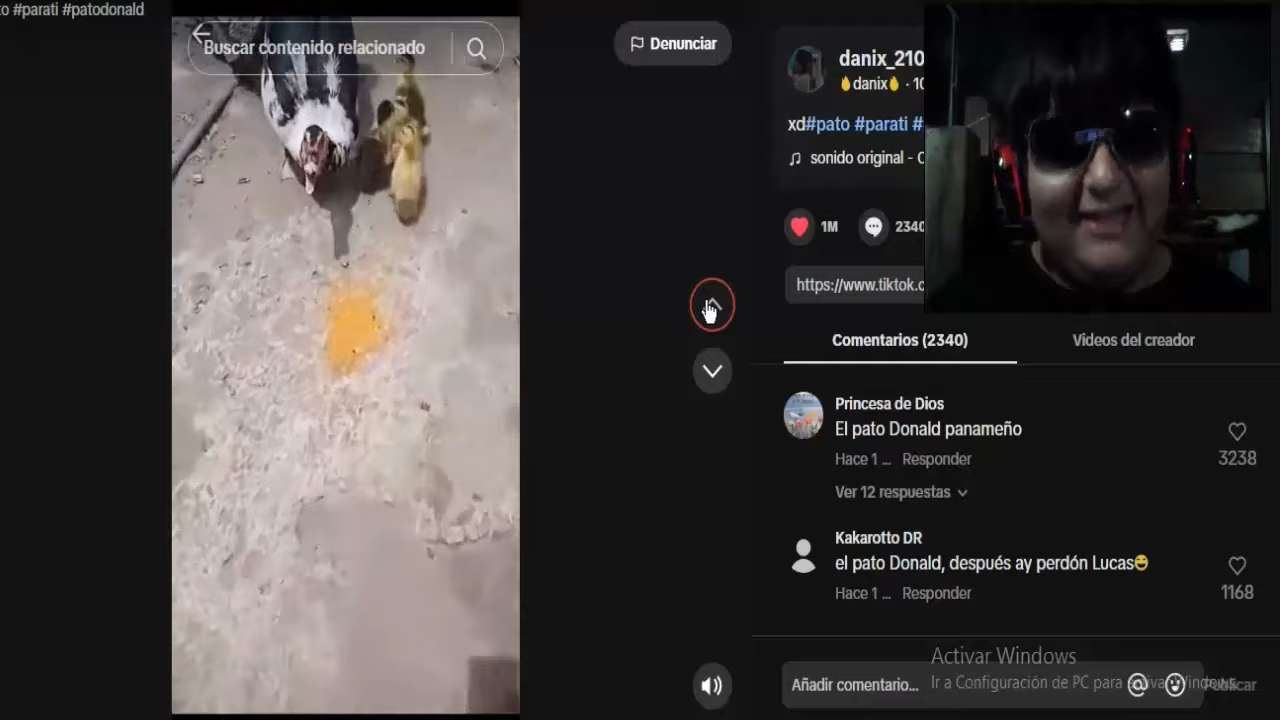 o #parati #patodonald
Buscar contenido relacionado
Denunciar
danix_210
🔥danix🔥 · 10
xd#pato #parati #
sonido original - C
1M
2340
https://www.tiktok.c
Comentarios (2340)
Videos del creador
Princesa de Dios
El pato Donald panameño
3238
Hace 1 ... Responder
Ver 12 respuestas
Kakarotto DR
el pato Donald, después ay perdón Lucas😄
1168
Hace 1 ... Responder
Activar Windows
Añadir comentario...
Ir a Configuración de PC para activar Windows.